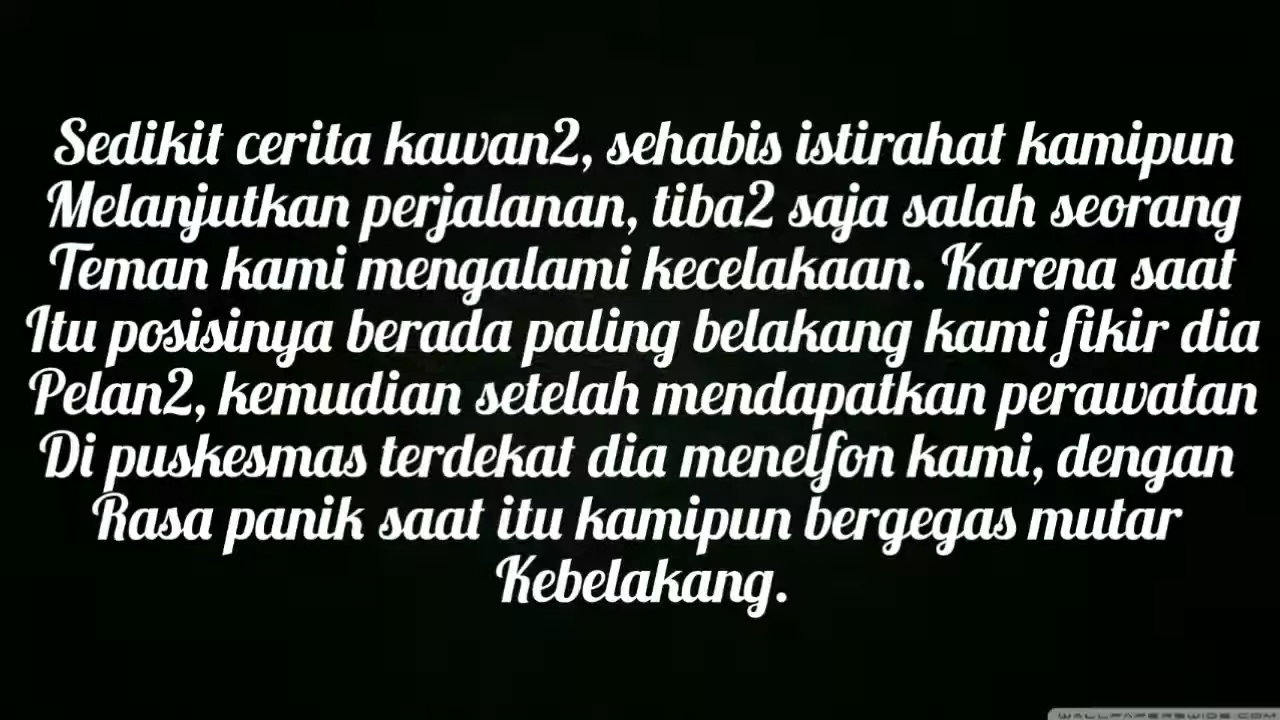 Sedikit cerita kawan2, sehabis istirahat kamipun
Melanjutkan perjalanan, tiba2 saja salah seorang
Teman kami mengalami kecelakaan. Karena saat
Itu posisinya berada paling belakang kami fikir dia
Pelan2, kemudian setelah mendapatkan perawatan
Di puskesmas terdekat dia menelfon kami, dengan
Rasa panik saat itu kamipun bergegas mutar
Kebelakang.
WALLPAPERSWIDE.COM